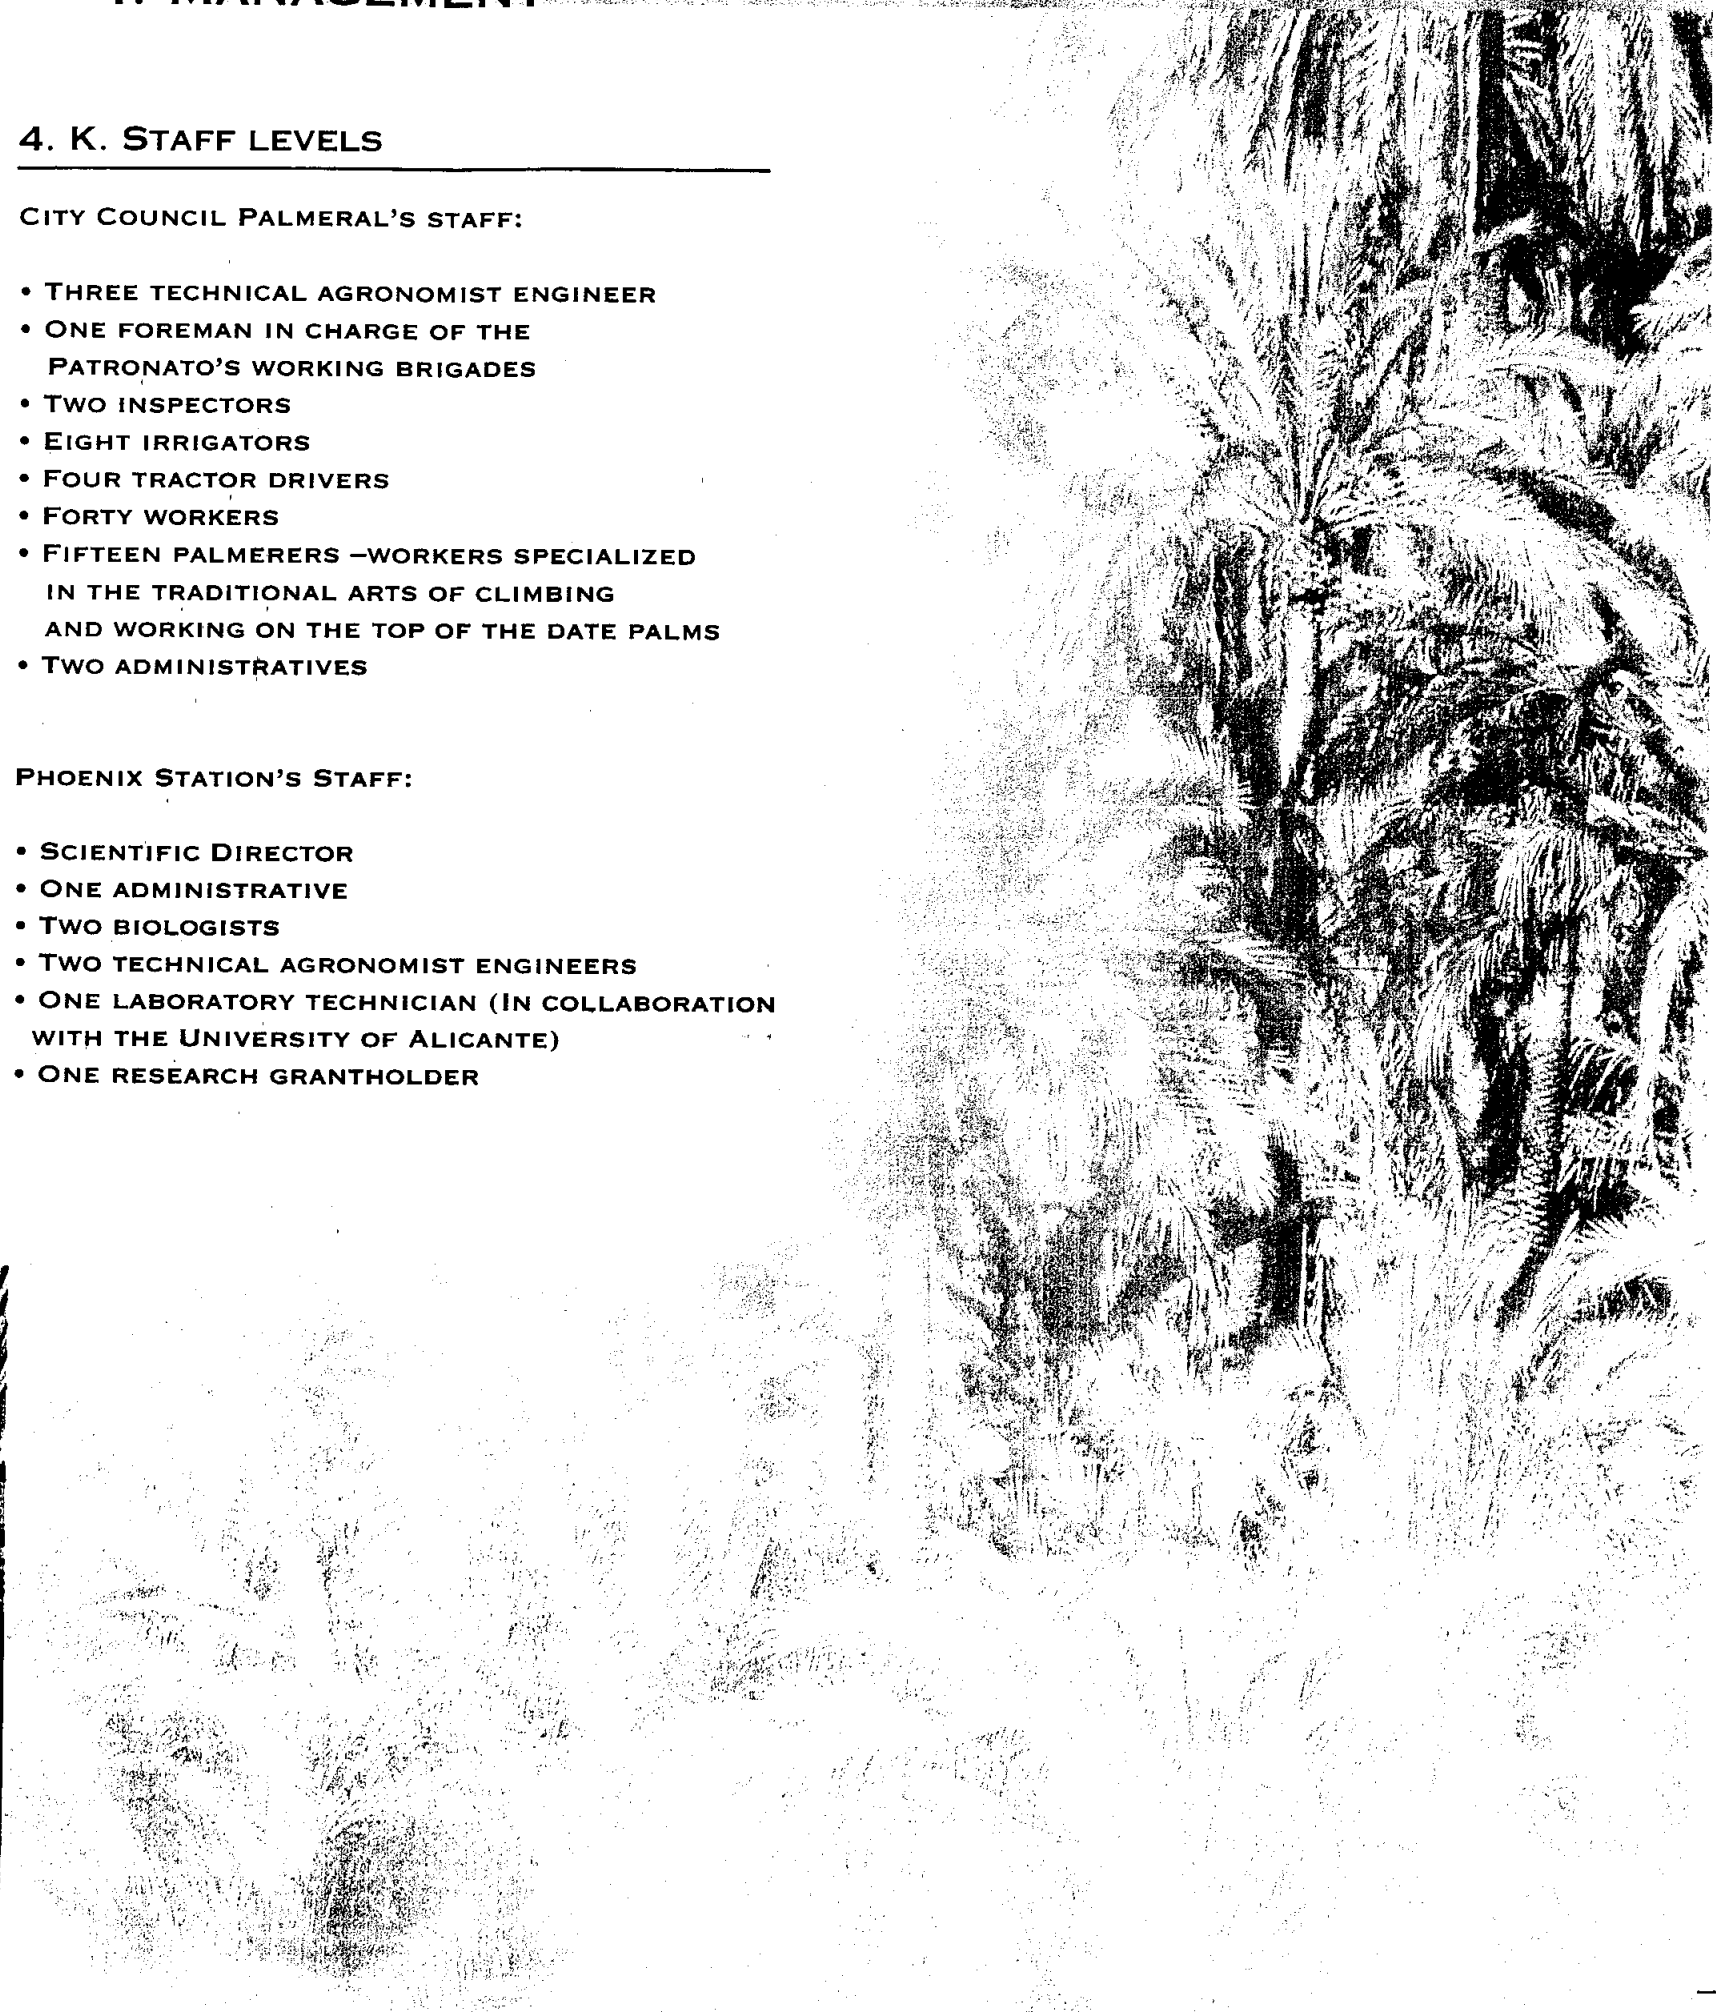 MANAGEMENT
4. K. STAFF LEVELS
CITY COUNCIL PALMERAL'S STAFF:
• THREE TECHNICAL AGRONOMIST ENGINEER
• ONE FOREMAN IN CHARGE OF THE
PATRONATO'S WORKING BRIGADES
• TWO INSPECTORS
• EIGHT IRRIGATORS
• FOUR TRACTOR DRIVERS
• FORTY WORKERS
• FIFTEEN PALMERERS –WORKERS SPECIALIZED
IN THE TRADITIONAL ARTS OF CLIMBING
AND WORKING ON THE TOP OF THE DATE PALMS
• TWO ADMINISTRATIVES
PHOENIX STATION'S STAFF:
• SCIENTIFIC DIRECTOR
• ONE ADMINISTRATIVE
• TWO BIOLOGISTS
• TWO TECHNICAL AGRONOMIST ENGINEERS
• ONE LABORATORY TECHNICIAN (IN COLLABORATION
WITH THE UNIVERSITY OF ALICANTE)
• ONE RESEARCH GRANTHOLDER